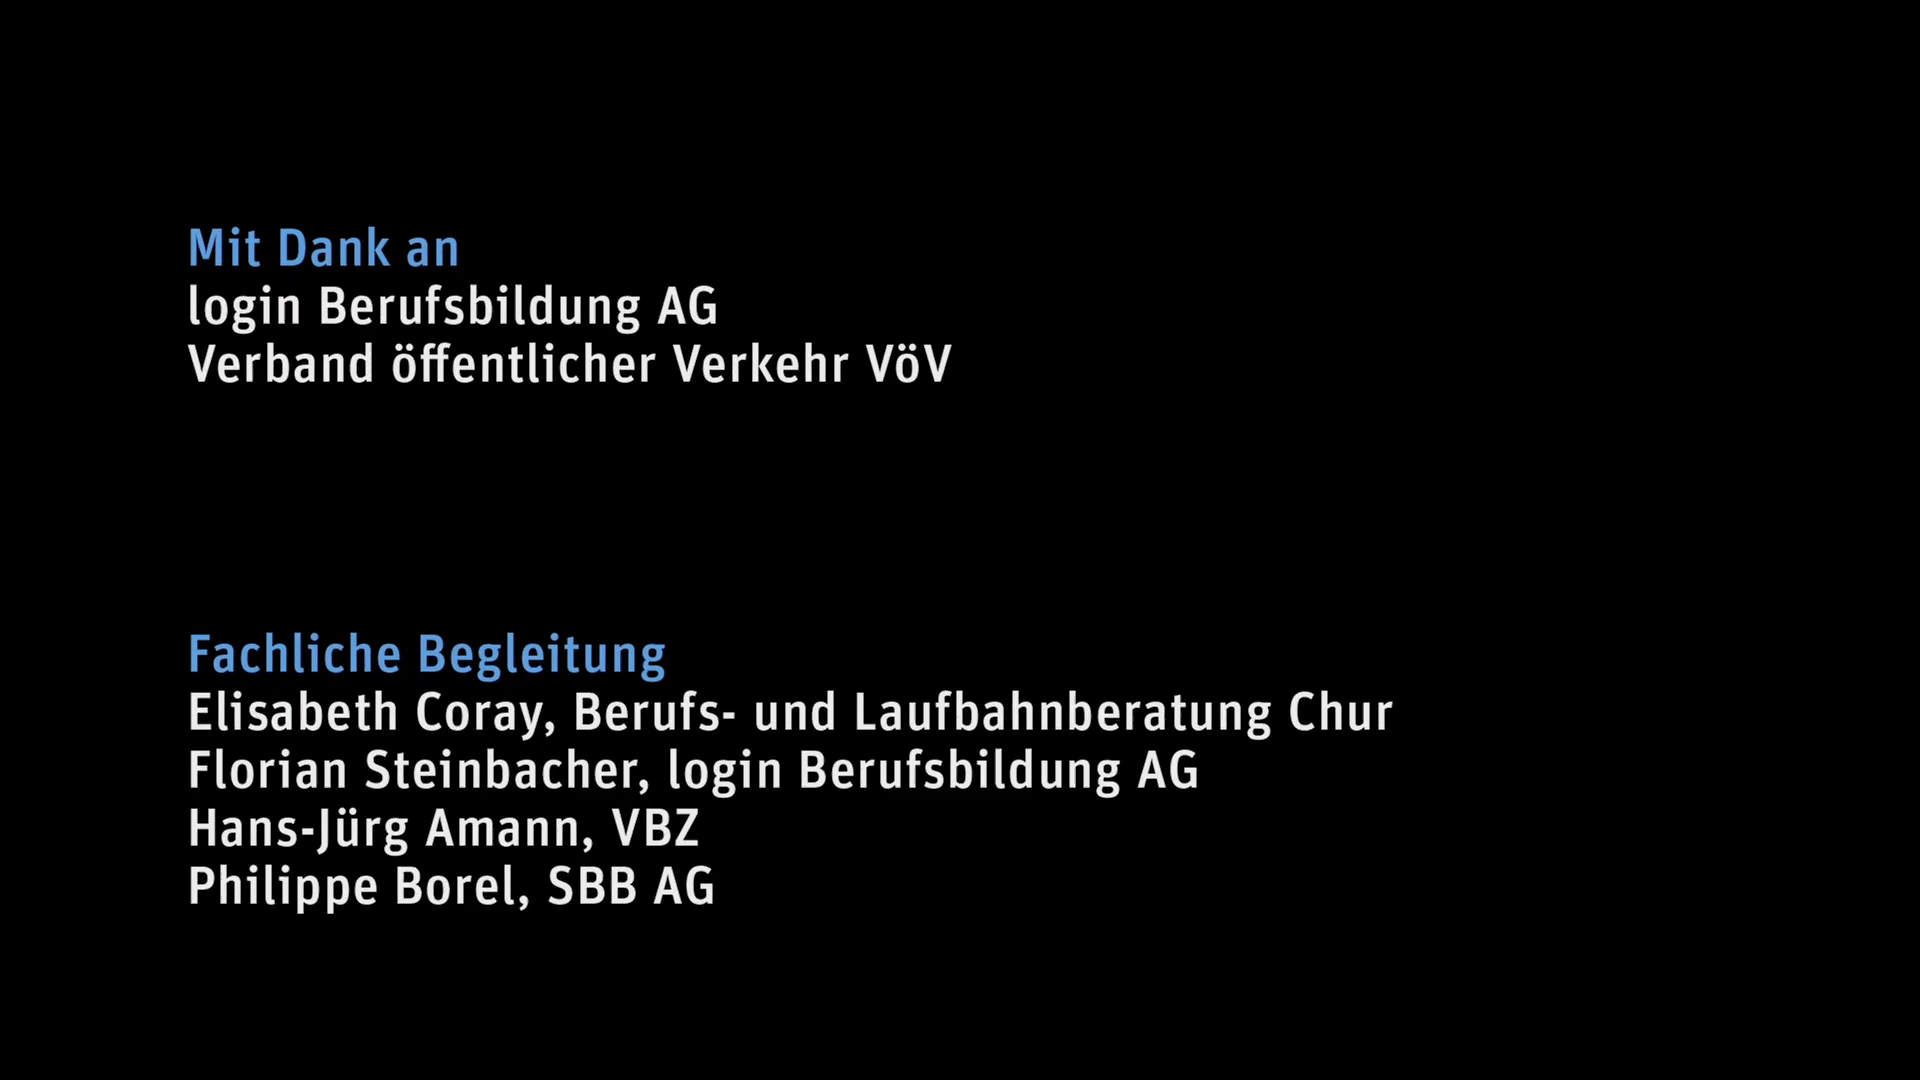 Mit Dank an
login Berufsbildung AG
Verband öffentlicher Verkehr VöV
Fachliche Begleitung
Elisabeth Coray, Berufs- und Laufbahnberatung Chur
Florian Steinbacher, login Berufsbildung AG
Hans-Jürg Amann, VBZ
Philippe Borel, SBB AG